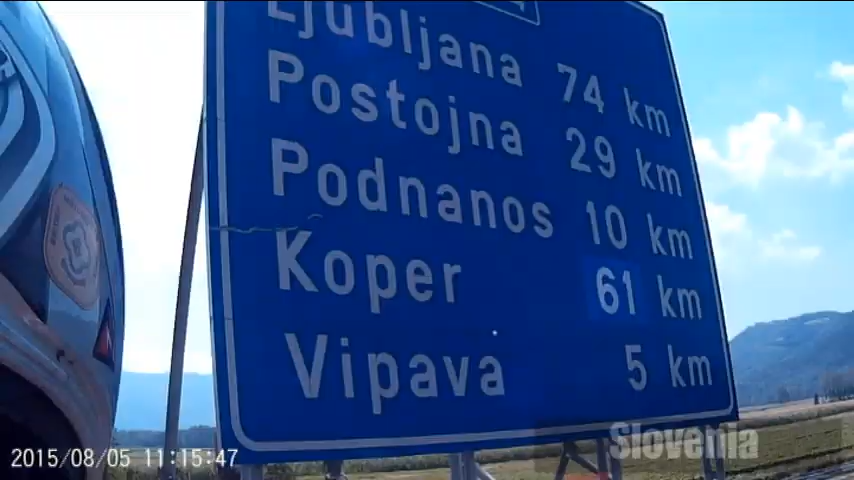 Ljubljana 74 km
Postojna 29 km
Podnanos 10 km
Koper 61 km
Vipava 5 km
Slovenia
2015/08/05 11:15:47